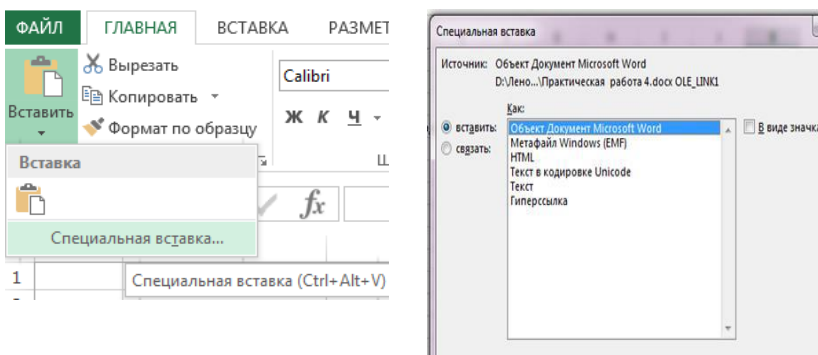 ФАЙЛ ГЛАВНАЯ ВСТАВКА РАЗМЕТ
Вырезать
Копировать
Формат по образцу
Вставить
Calibri
Ж К Ч
Вставка
Ш
fx
Специальная вставка...
1
Специальная вставка (Ctrl+Alt+V)
Специальная вставка
Источник: Объект Документ Microsoft Word
D:\Лено...\Практическая работа 4.docx OLE_LINK1
Как:
вставить:
связать:
Объект Документ Microsoft Word
Метафайл Windows (EMF)
HTML
Текст в кодировке Unicode
Текст
Гиперссылка
В виде значка